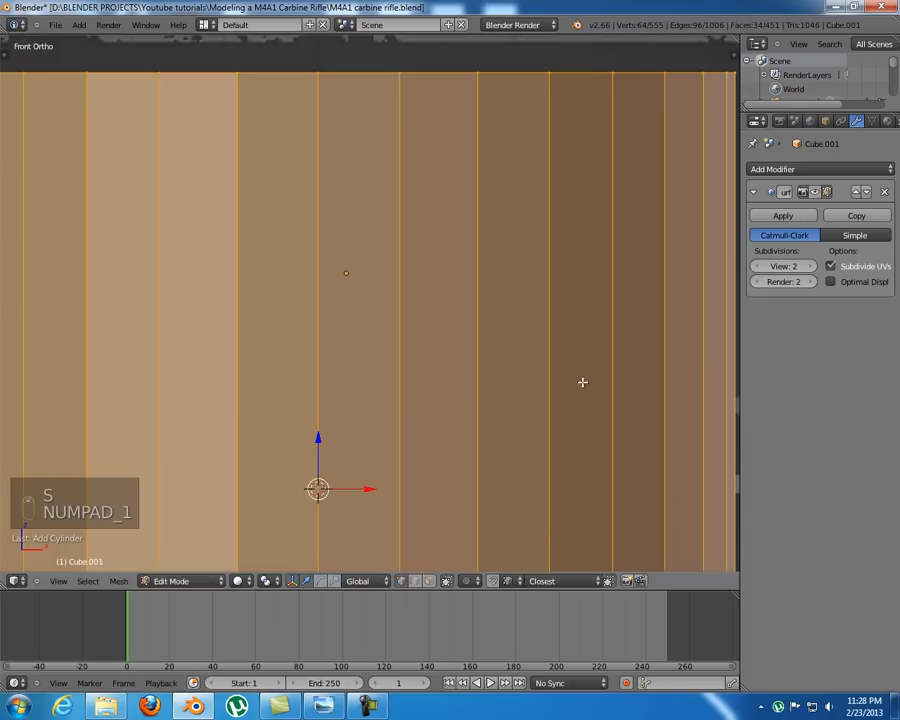 Blender* [D:\BLENDER PROJECTS\Youtube tutorials\Modeling a M4A1 Carbine Rifle\M4A1 carbine rifle.blend]
File Add Render Window Help Default Scene Blender Render v2.66 | Verts:64/555 | Edges:96/1006 | Faces:34/451 | Tris:1046 | Cube.001
Front Ortho
View Search All Scenes
Scene
RenderLayers
World
Cube.001
Add Modifier
urf
Apply Copy
Catmull-Clark Simple
Subdivisions: Options:
View: 2 Subdivide UVs
Render: 2 Optimal Displ
S
NUMPAD_1
Last: Add Cylinder
(1) Cube.001
View Select Mesh Edit Mode Global Closest
-40 -20 0 20 40 60 80 100 120 140 160 180 200 220 240 260
View Marker Frame Playback Start: 1 End: 250 1 No Sync
11:28 PM
2/23/2013